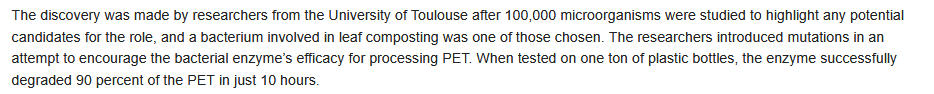 The discovery was made by researchers from the University of Toulouse after 100,000 microorganisms were studied to highlight any potential
candidates for the role, and a bacterium involved in leaf composting was one of those chosen. The researchers introduced mutations in an
attempt to encourage the bacterial enzyme's efficacy for processing PET. When tested on one ton of plastic bottles, the enzyme successfully
degraded 90 percent of the PET in just 10 hours.